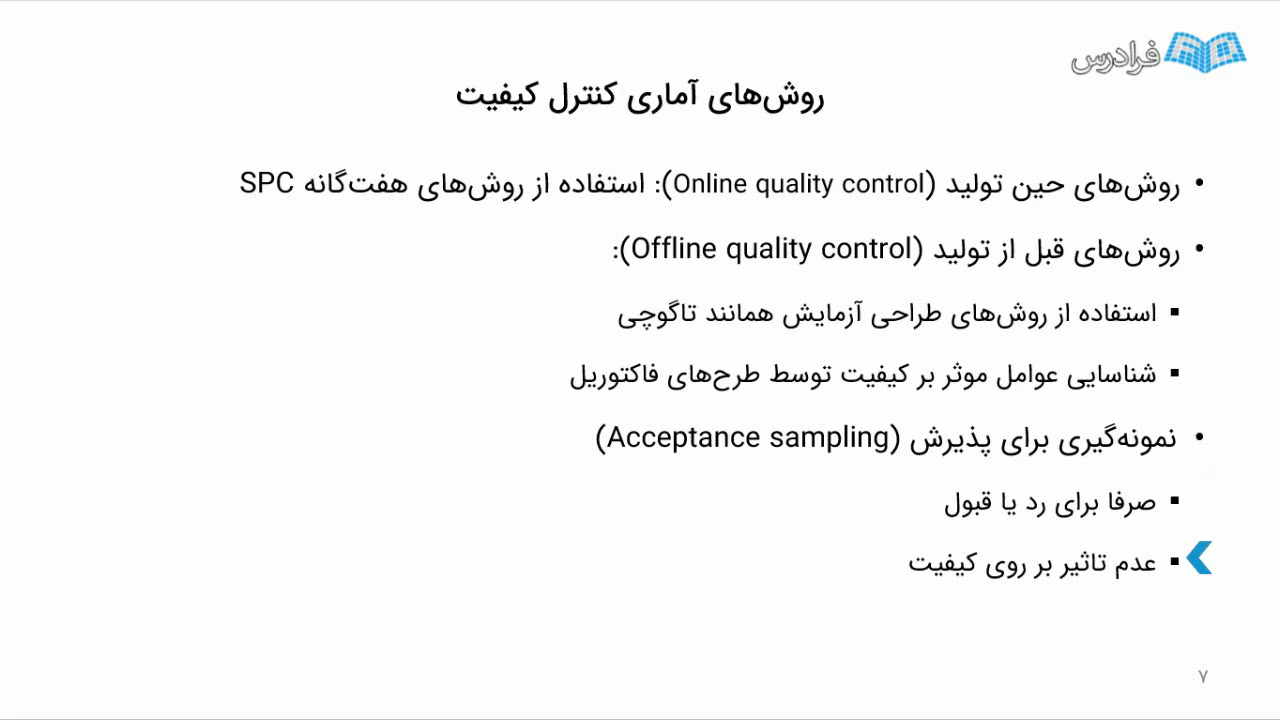 فرادرس
روش‌های آماری کنترل کیفیت
• روش‌های حین تولید (Online quality control): استفاده از روش‌های هفت‌گانه SPC
• روش‌های قبل از تولید (Offline quality control):
▪ استفاده از روش‌های طراحی آزمایش همانند تاگوچی
▪ شناسایی عوامل موثر بر کیفیت توسط طرح‌های فاکتوریل
• نمونه‌گیری برای پذیرش (Acceptance sampling)
▪ صرفا برای رد یا قبول
▪ عدم تاثیر بر روی کیفیت
۷